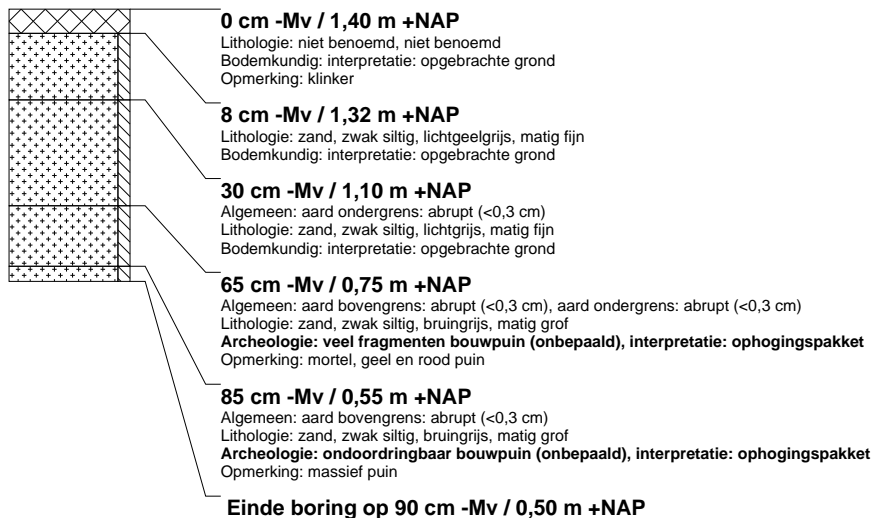 0 cm -Mv / 1,40 m +NAP
Lithologie: niet benoemd, niet benoemd
Bodemkundig: interpretatie: opgebrachte grond
Opmerking: klinker
8 cm -Mv / 1,32 m +NAP
Lithologie: zand, zwak siltig, lichtgeelgrijs, matig fijn
Bodemkundig: interpretatie: opgebrachte grond
30 cm -Mv / 1,10 m +NAP
Algemeen: aard ondergrens: abrupt (<0,3 cm)
Lithologie: zand, zwak siltig, lichtgrijs, matig fijn
Bodemkundig: interpretatie: opgebrachte grond
65 cm -Mv / 0,75 m +NAP
Algemeen: aard bovengrens: abrupt (<0,3 cm), aard ondergrens: abrupt (<0,3 cm)
Lithologie: zand, zwak siltig, bruingrijs, matig grof
Archeologie: veel fragmenten bouwpuin (onbepaald), interpretatie: ophogingspakket
Opmerking: mortel, geel en rood puin
85 cm -Mv / 0,55 m +NAP
Algemeen: aard bovengrens: abrupt (<0,3 cm)
Lithologie: zand, zwak siltig, bruingrijs, matig grof
Archeologie: ondoordringbaar bouwpuin (onbepaald), interpretatie: ophogingspakket
Opmerking: massief puin
Einde boring op 90 cm -Mv / 0,50 m +NAP